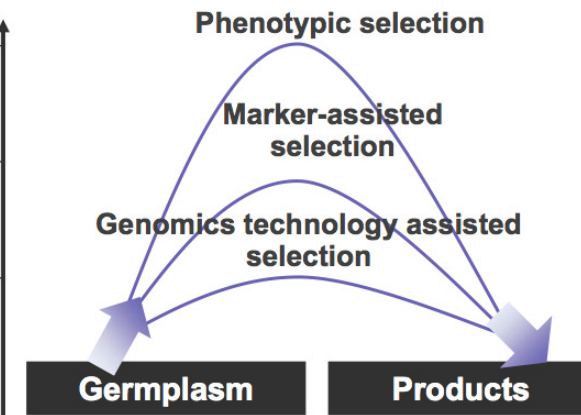 Phenotypic selection
Marker-assisted
selection
Genomics technology assisted
selection
Germplasm
Products